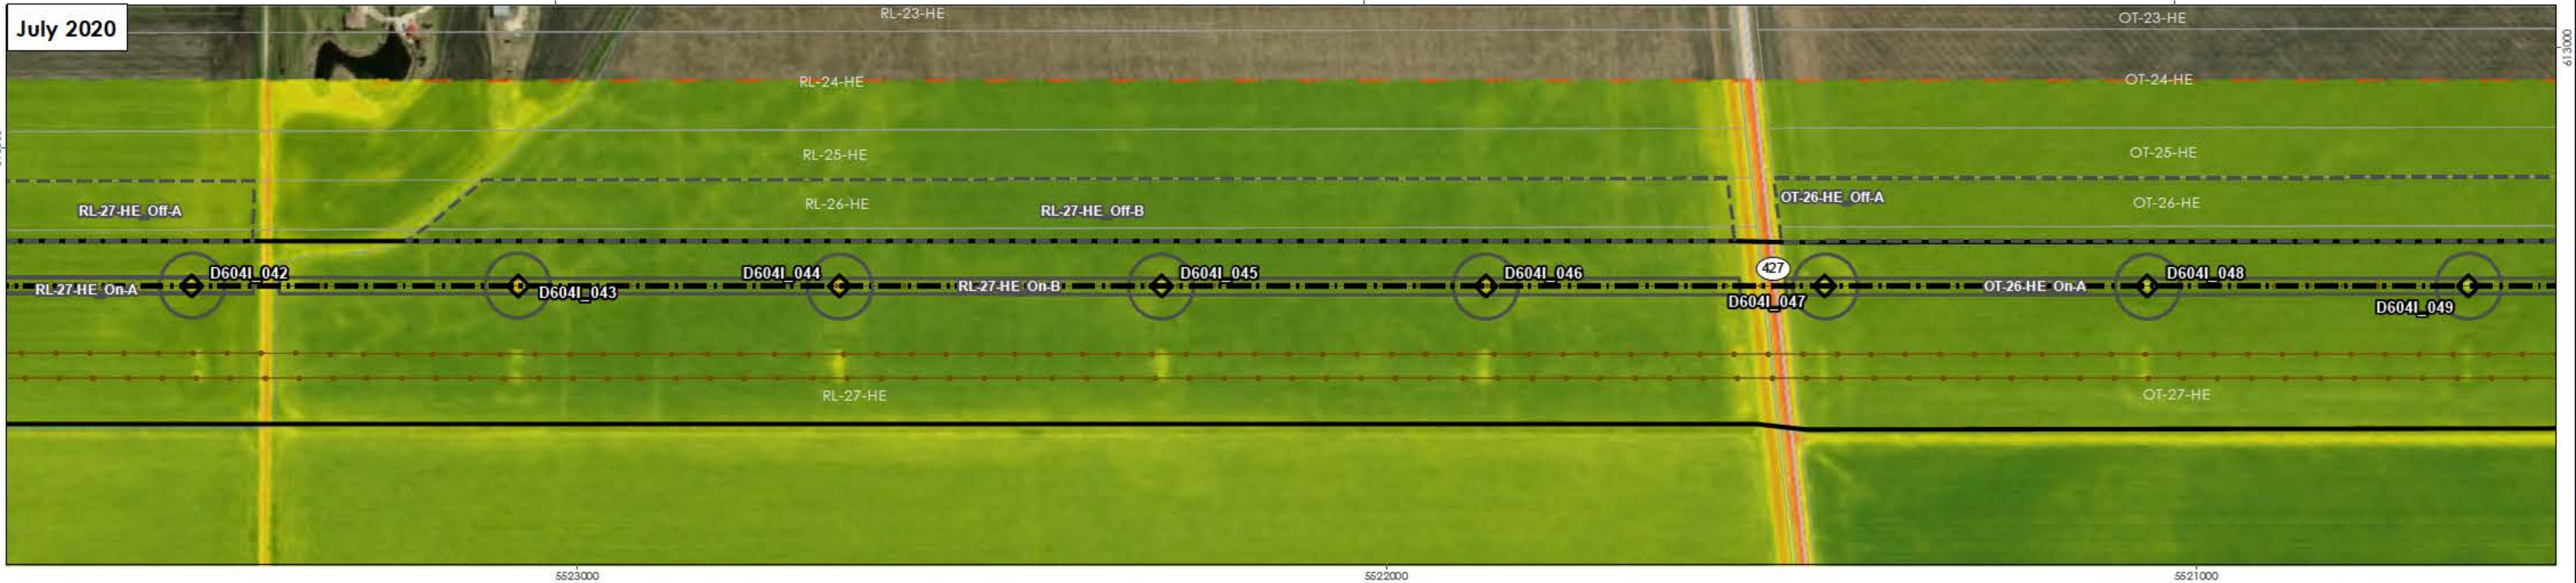 July 2020
RL-23-HE
OT-23-HE
613000
RL-24-HE
OT-24-HE
RL-25-HE
OT-25-HE
RL-27-HE_Off-A
RL-26-HE
RL-27-HE_Off-B
OT-26-HE_Off-A
OT-26-HE
D604I_042
D604I_043
D604I_044
D604I_045
D604I_046
427
D604I_047
D604I_048
D604I_049
RL-27-HE_On-A
RL-27-HE_On-B
OT-26-HE_On-A
RL-27-HE
OT-27-HE
5523000
5522000
5521000